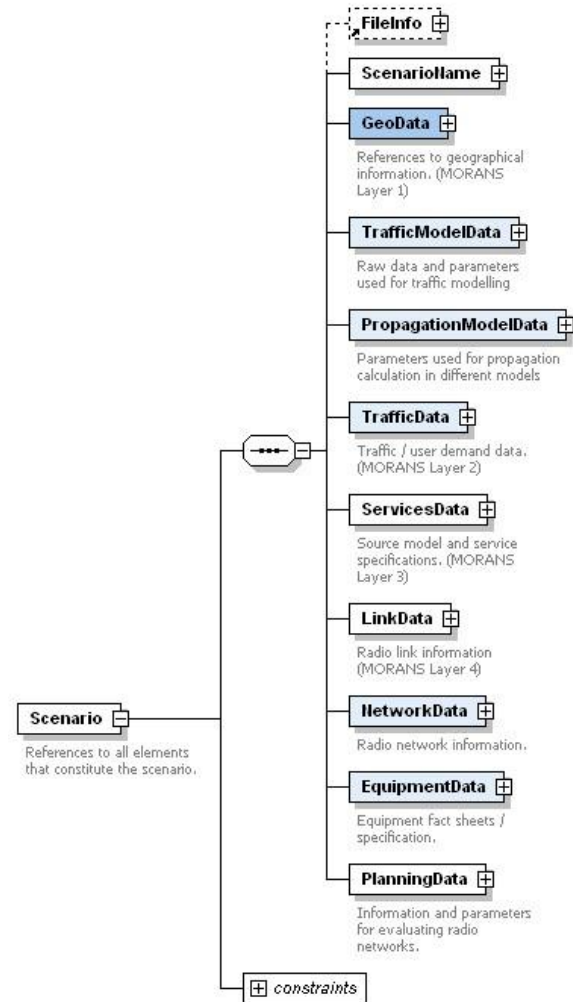 FileInfo
ScenarioName
GeoData
References to geographical
information. (MORANS
Layer 1)
TrafficModelData
Raw data and parameters
used for traffic modelling
PropagationModelData
Parameters used for propagation
calculation in different models
TrafficData
Traffic / user demand data.
(MORANS Layer 2)
ServicesData
Source model and service
specifications. (MORANS
Layer 3)
LinkData
Radio link information
(MORANS Layer 4)
Scenario
References to all elements
that constitute the scenario.
NetworkData
Radio network information.
EquipmentData
Equipment fact sheets /
specification.
PlanningData
Information and parameters
for evaluating radio
networks.
constraints